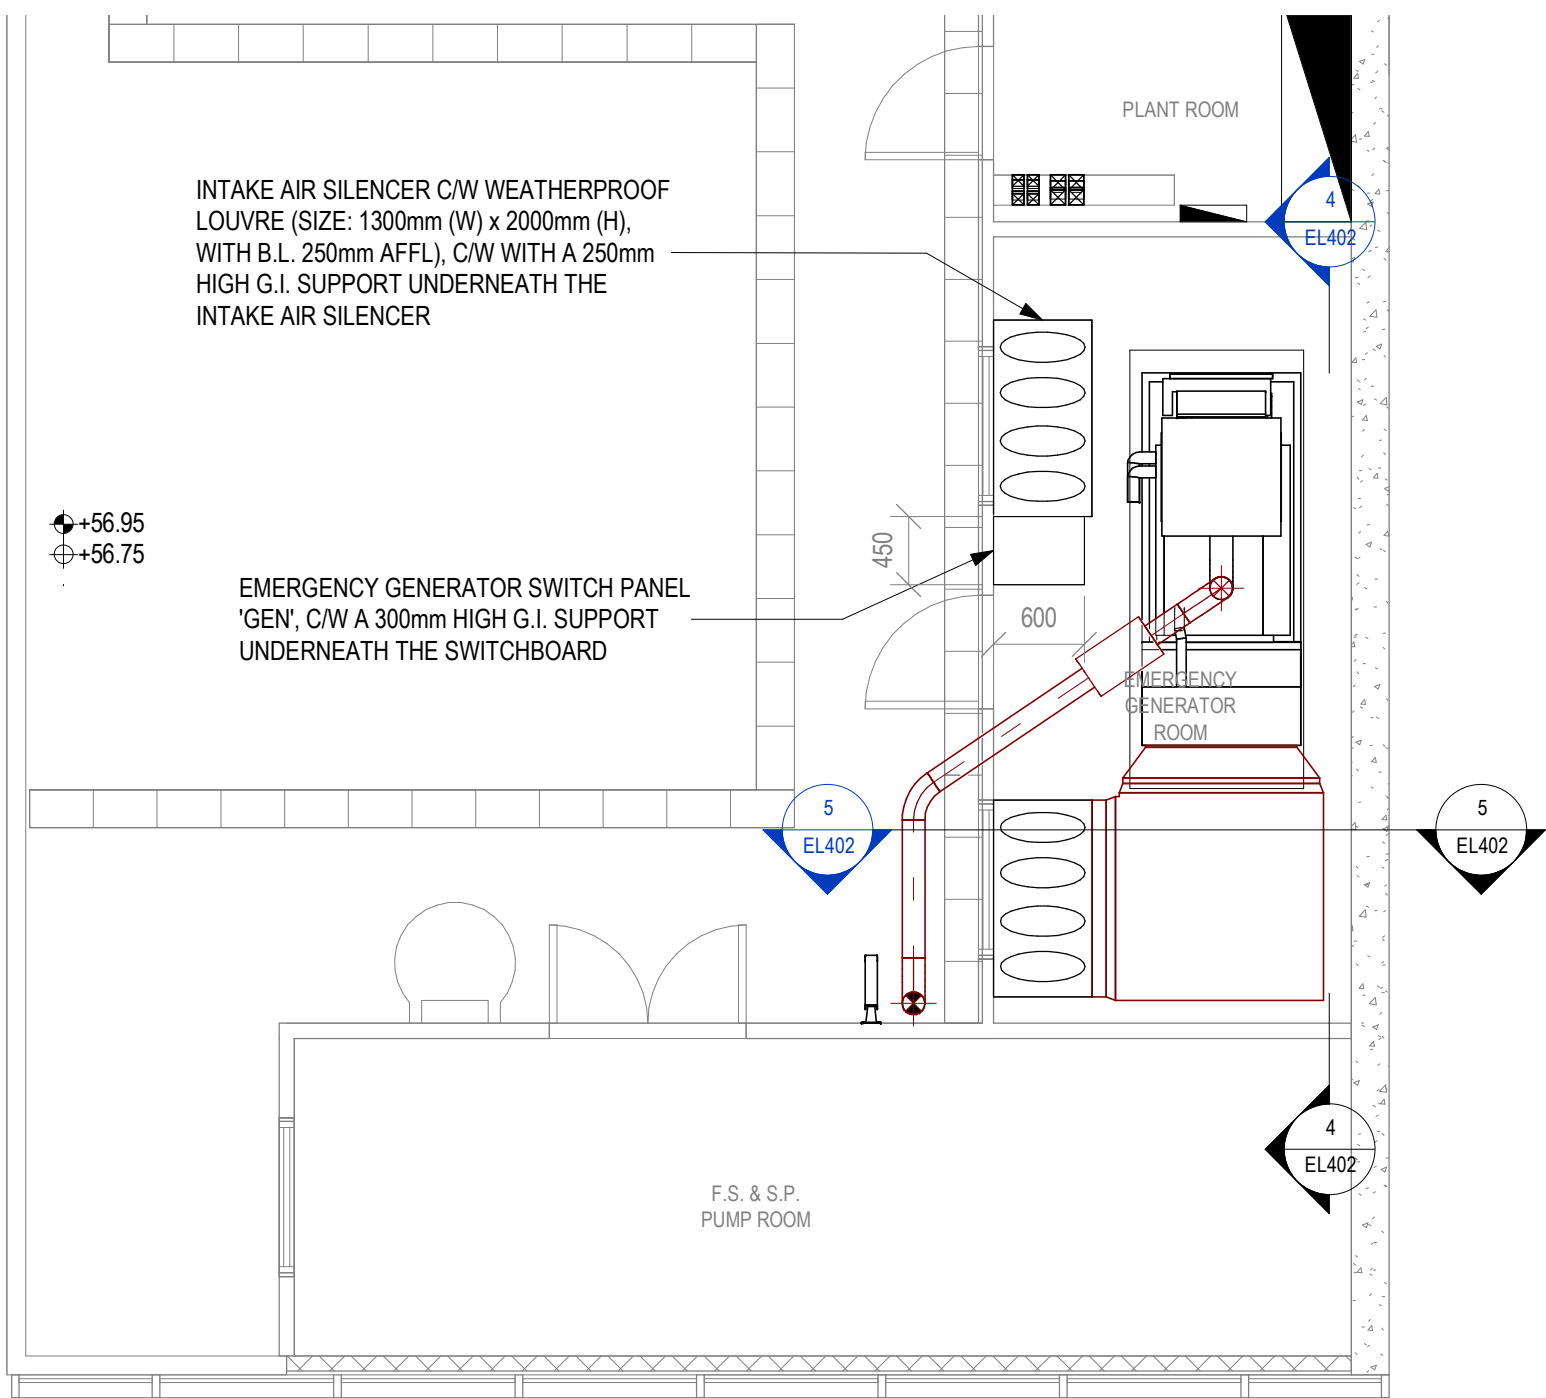 PLANT ROOM
4
EL402
INTAKE AIR SILENCER C/W WEATHERPROOF
LOUVRE (SIZE: 1300mm (W) x 2000mm (H),
WITH B.L. 250mm AFFL), C/W WITH A 250mm
HIGH G.I. SUPPORT UNDERNEATH THE
INTAKE AIR SILENCER
+56.95
+56.75
450
EMERGENCY GENERATOR SWITCH PANEL
'GEN', C/W A 300mm HIGH G.I. SUPPORT
UNDERNEATH THE SWITCHBOARD
600
EMERGENCY
GENERATOR
ROOM
5
EL402
5
EL402
4
EL402
F.S. & S.P.
PUMP ROOM